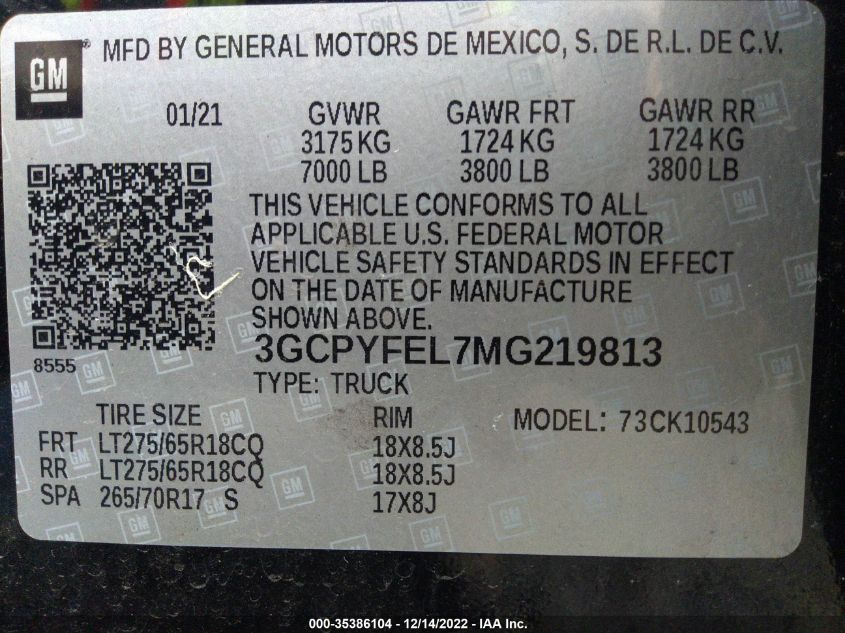 GM® MFD BY GENERAL MOTORS DE MEXICO, S. DE R.L. DE C.V.
01/21 GVWR GAWR FRT GAWR RR
3175 KG 1724 KG 1724 KG
7000 LB 3800 LB 3800 LB
THIS VEHICLE CONFORMS TO ALL
APPLICABLE U.S. FEDERAL MOTOR
VEHICLE SAFETY STANDARDS IN EFFECT
ON THE DATE OF MANUFACTURE
SHOWN ABOVE.
8555 3GCPYFEL7MG219813
TYPE: TRUCK
TIRE SIZE RIM MODEL: 73CK10543
FRT LT275/65R18CQ 18X8.5J
RR LT275/65R18CQ 18X8.5J
SPA 265/70R17 S 17X8J
000-35386104 - 12/14/2022 - IAA Inc.